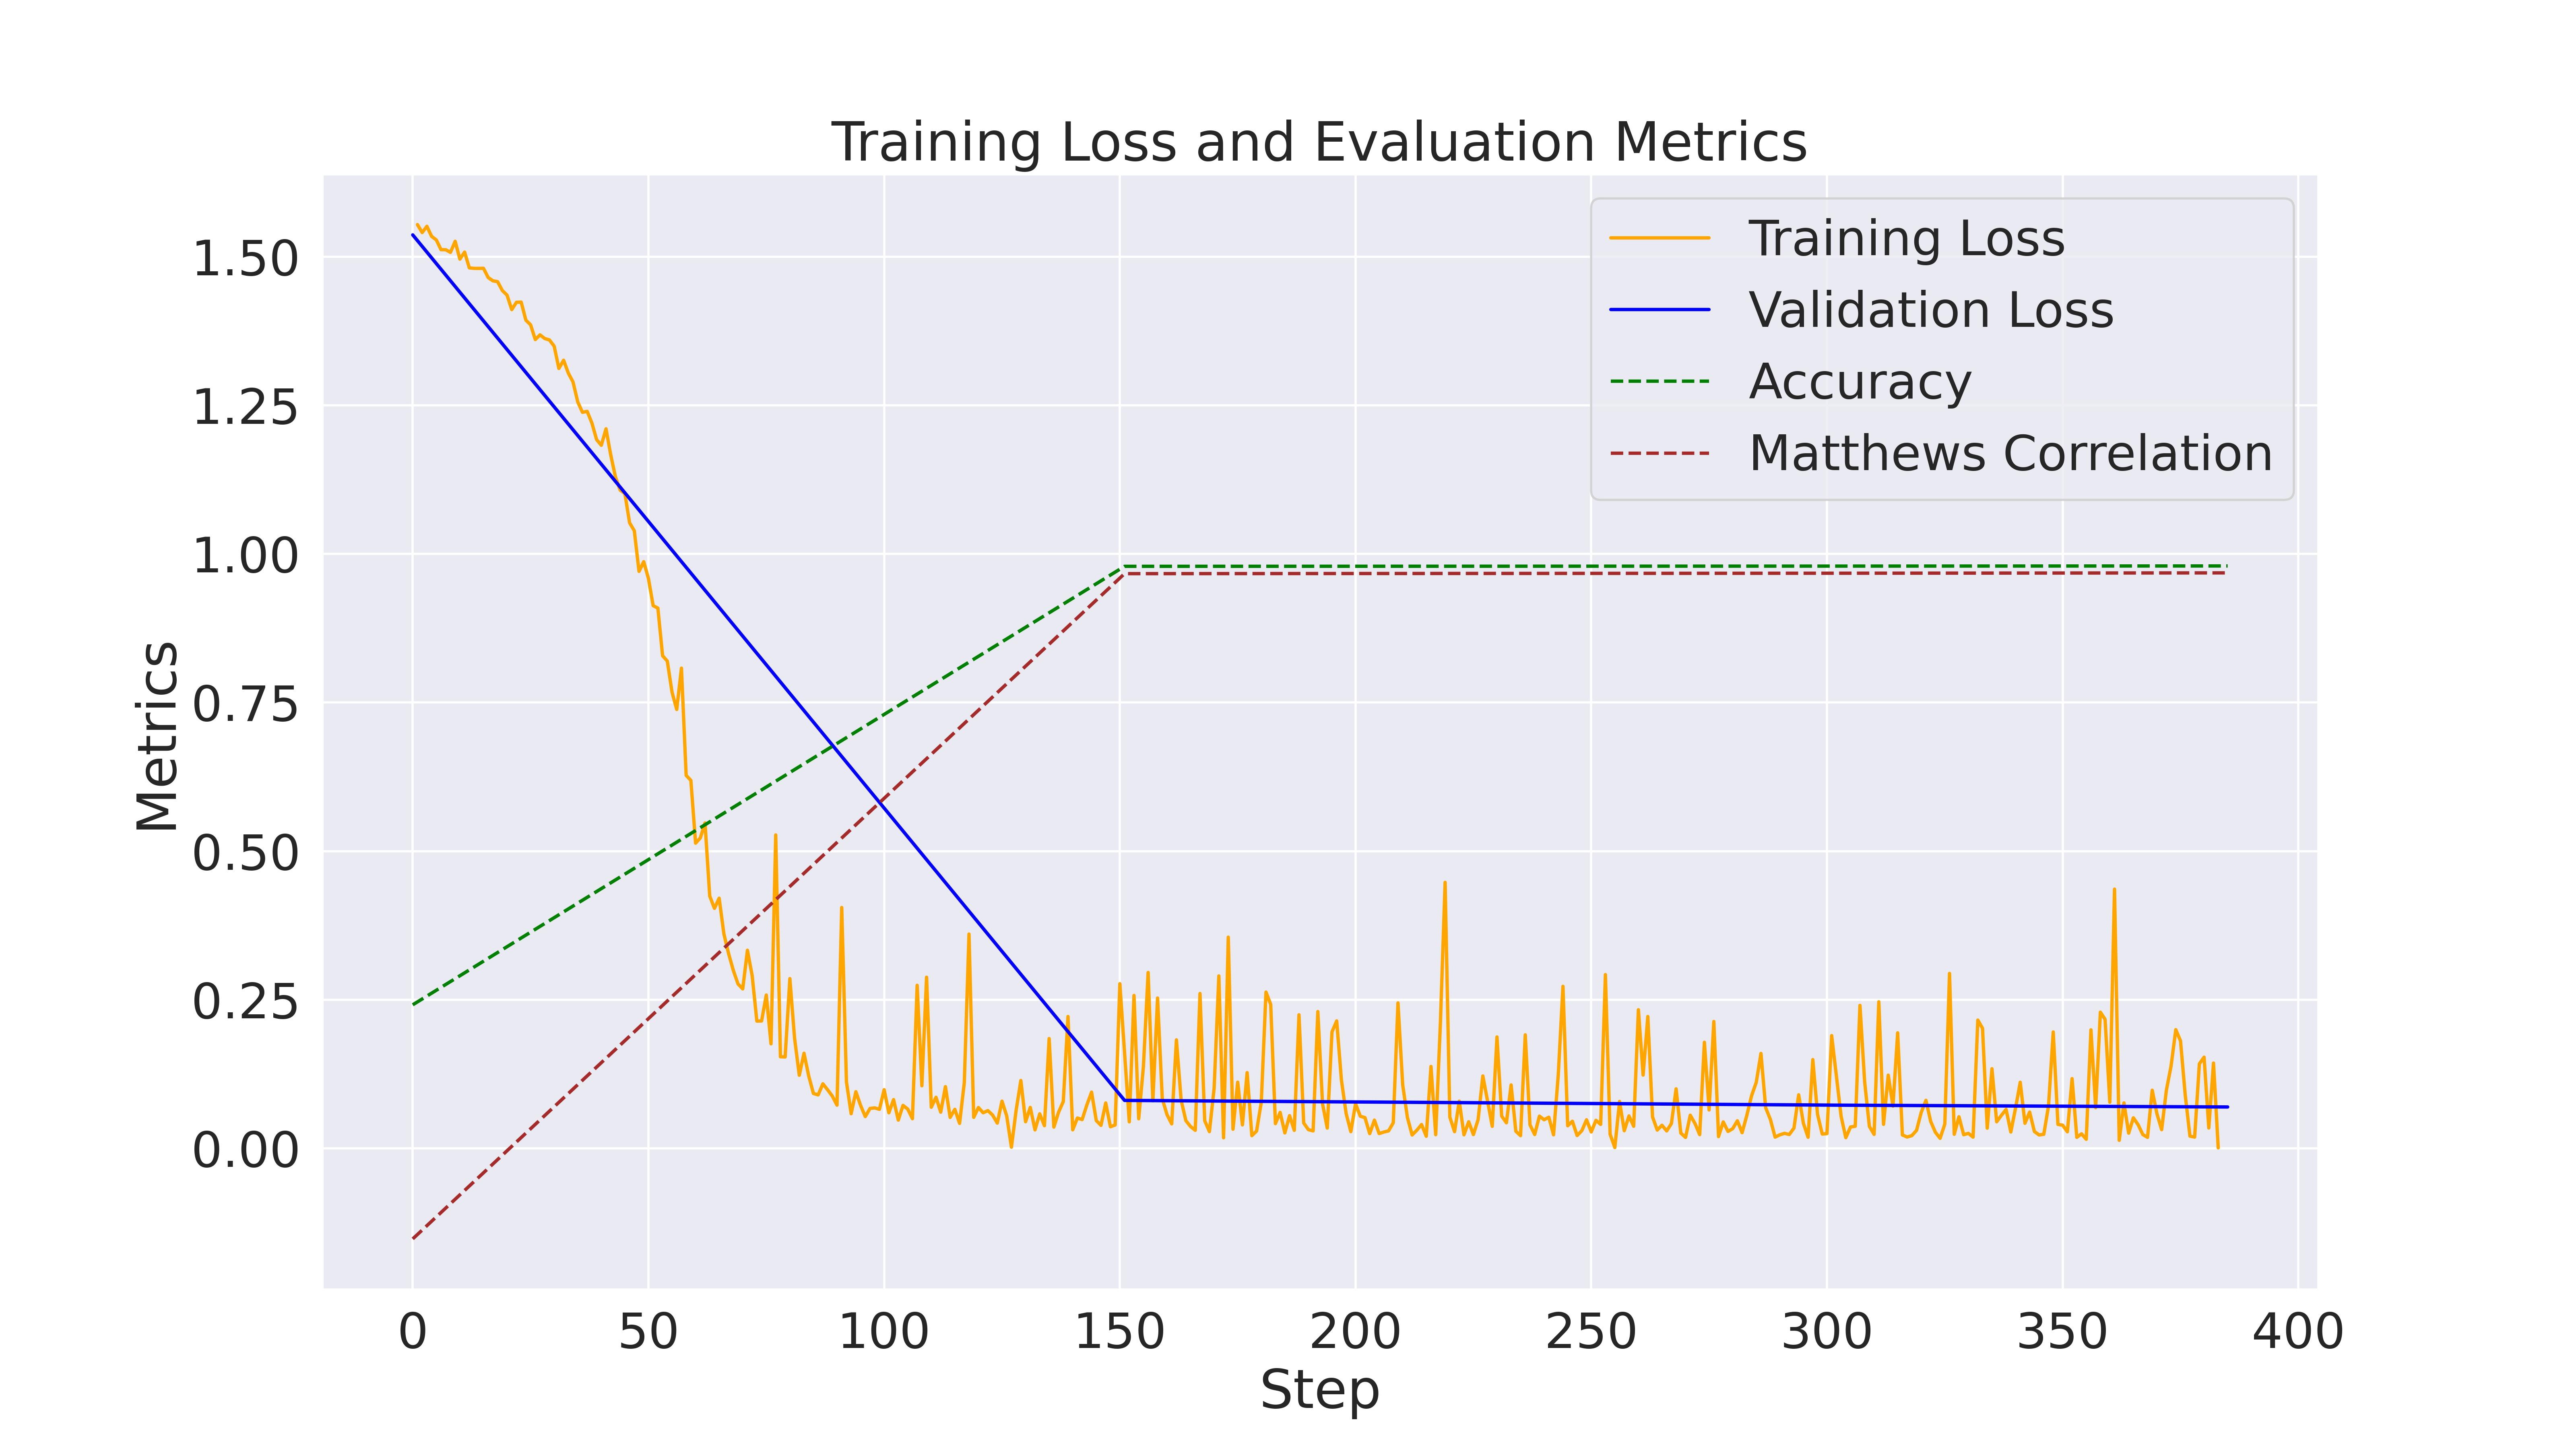 Training Loss and Evaluation Metrics
Training Loss
Validation Loss
Accuracy
Matthews Correlation
Metrics
1.50
1.25
1.00
0.75
0.50
0.25
0.00
0 50 100 150 200 250 300 350 400
Step